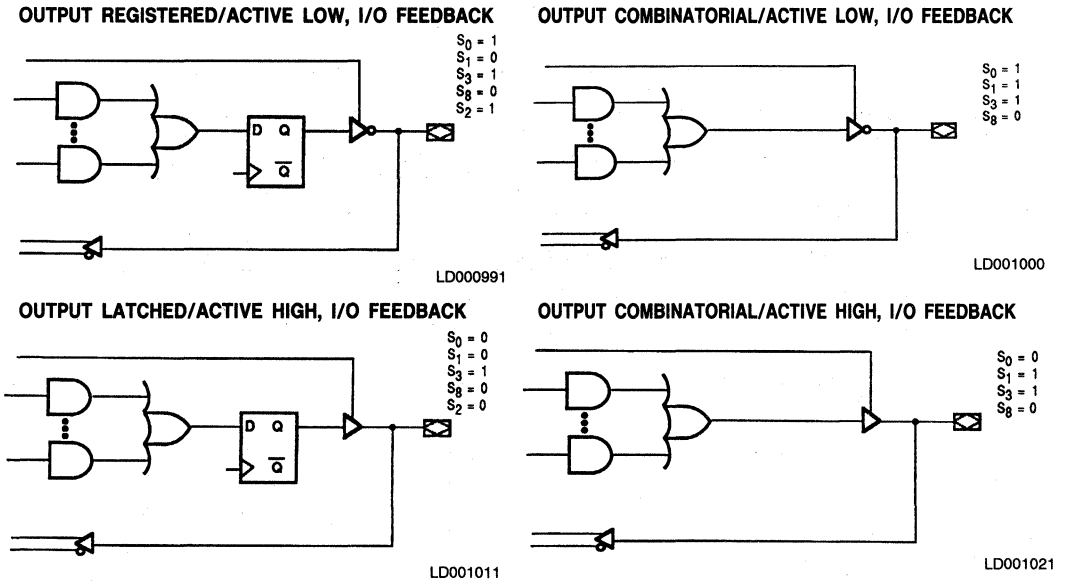 OUTPUT REGISTERED/ACTIVE LOW, I/O FEEDBACK
S0 = 1
S1 = 0
S3 = 1
S8 = 0
S2 = 1
D Q
Q̅
LD000991
OUTPUT COMBINATORIAL/ACTIVE LOW, I/O FEEDBACK
S0 = 1
S1 = 1
S3 = 1
S8 = 0
LD001000
OUTPUT LATCHED/ACTIVE HIGH, I/O FEEDBACK
S0 = 0
S1 = 0
S3 = 1
S8 = 0
S2 = 0
D Q
Q̅
LD001011
OUTPUT COMBINATORIAL/ACTIVE HIGH, I/O FEEDBACK
S0 = 0
S1 = 1
S3 = 1
S8 = 0
LD001021